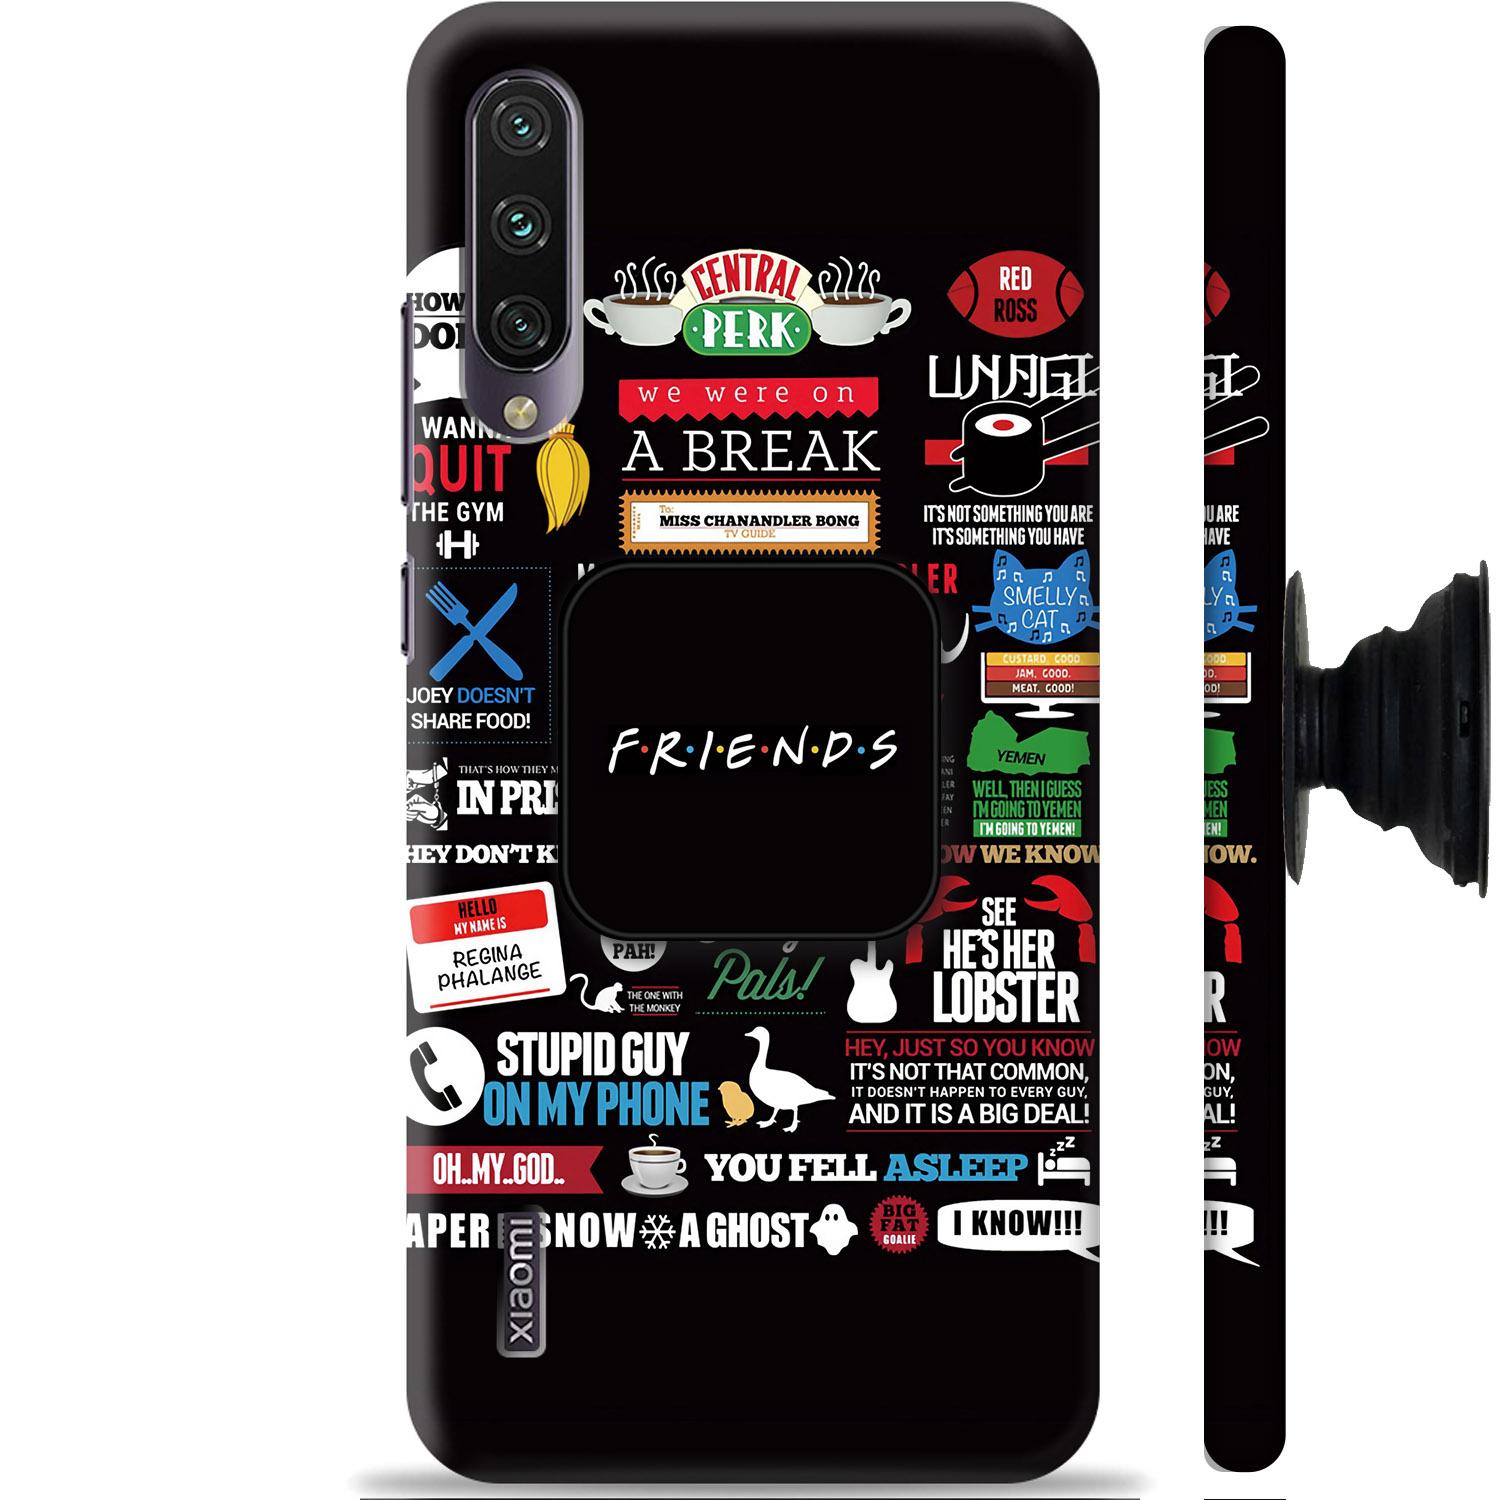 CENTRAL
PERK
RED
ROSS
HOW
we were on
UNAGI
A BREAK
QUIT
THE GYM
To:
MISS CHANANDLER BONG
TV GUIDE
IT'S NOT SOMETHING YOU ARE
IT'S SOMETHING YOU HAVE
SMELLY
CAT
CUSTARD, GOOD
JAM, GOOD.
MEAT, GOOD!
JOEY DOESN'T
SHARE FOOD!
F·R·I·E·N·D·S
YEMEN
THAT'S HOW THEY
IN
WELL, THEN I GUESS
I'M GOING TO YEMEN
I'M GOING TO YEMEN!
DON'T
WE KNOW
HELLO
MY NAME IS
REGINA
PHALANGE
SEE
HE'S HER
LOBSTER
PAH!
Pals!
THE ONE WITH
THE MONKEY
STUPID GUY
ON MY PHONE
HEY, JUST SO YOU KNOW
IT'S NOT THAT COMMON,
IT DOESN'T HAPPEN TO EVERY GUY,
AND IT IS A BIG DEAL!
OH..MY..GOD..
YOU FELL ASLEEP
zzZ
SNOW A GHOST
BIG
FAT
GOALIE
I KNOW!!!
xiaomi